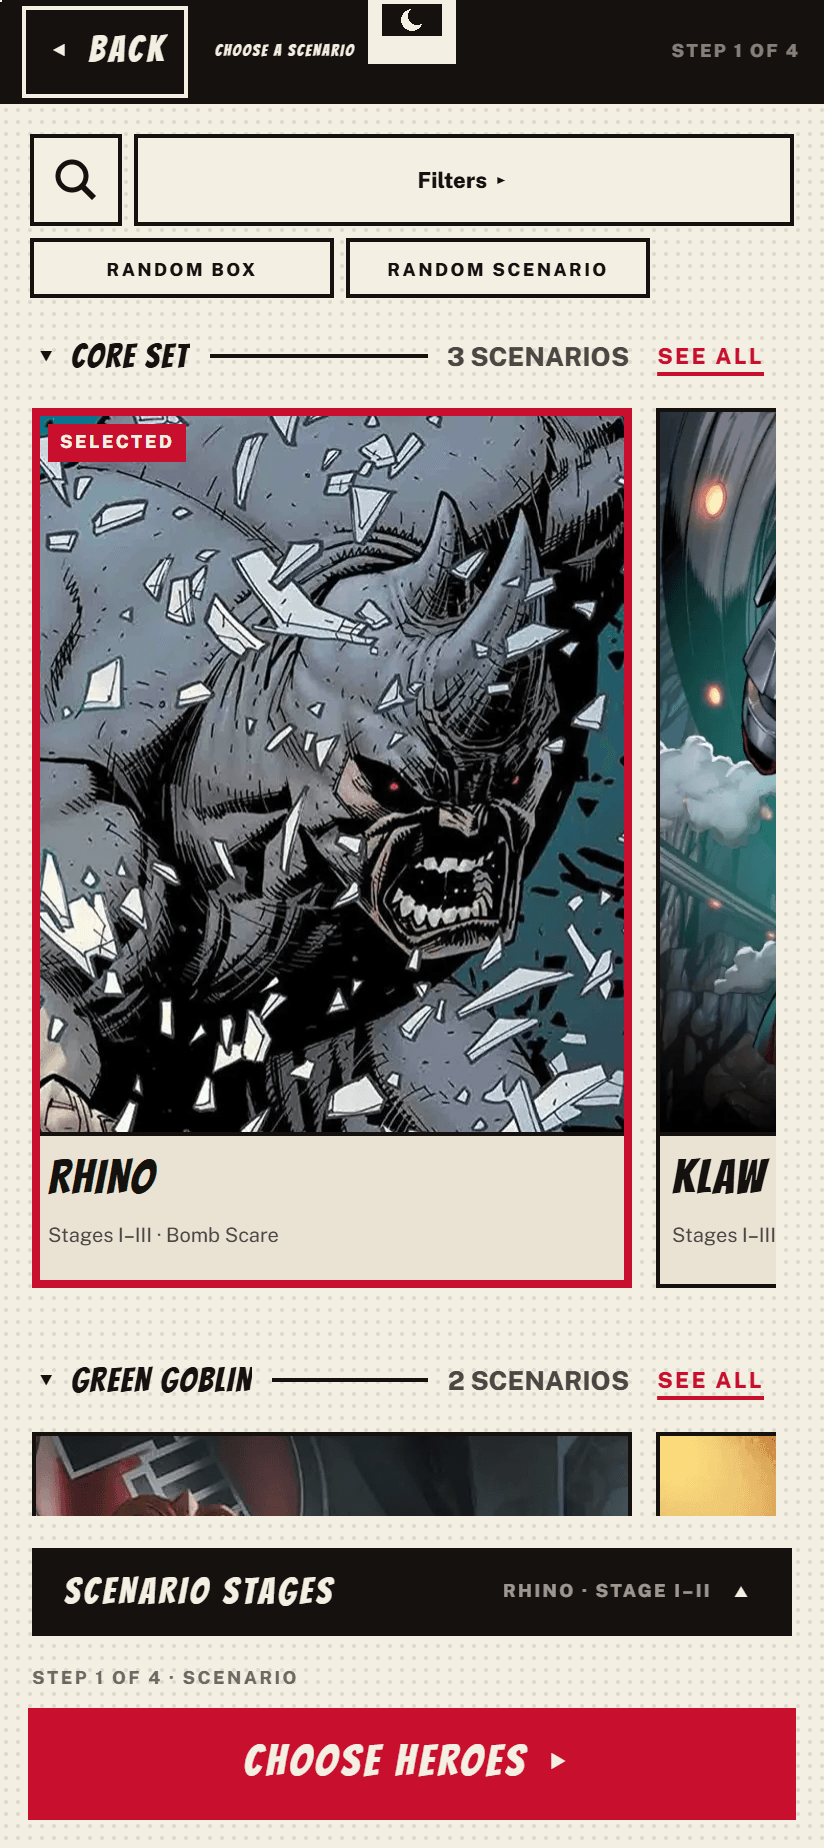 BACK
CHOOSE A SCENARIO
STEP 1 OF 4
Filters
RANDOM BOX
RANDOM SCENARIO
CORE SET
3 SCENARIOS
SEE ALL
SELECTED
RHINO
Stages I–III · Bomb Scare
KLAW
Stages I–III
GREEN GOBLIN
2 SCENARIOS
SEE ALL
SCENARIO STAGES
RHINO · STAGE I–II
STEP 1 OF 4 · SCENARIO
CHOOSE HEROES